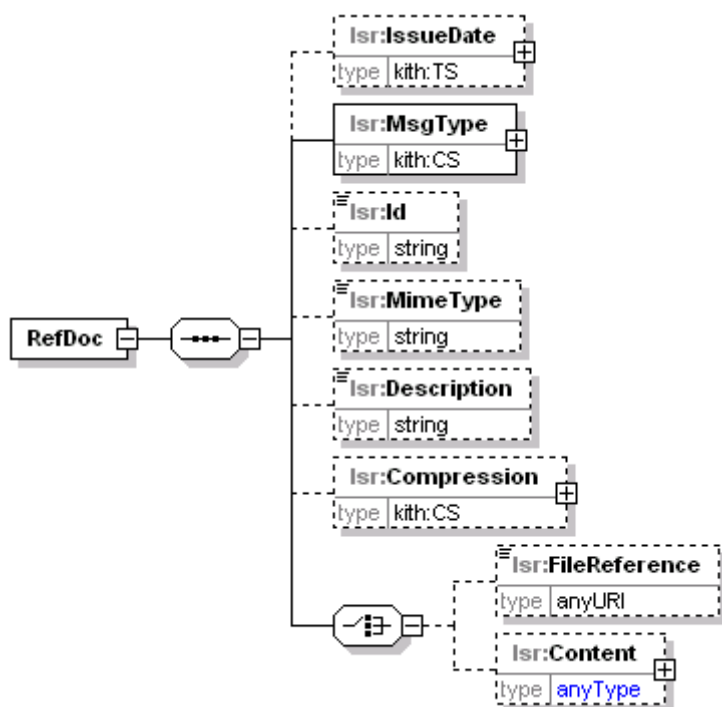 lsr:IssueDate
type kith:TS
lsr:MsgType
type kith:CS
lsr:Id
type string
lsr:MimeType
type string
RefDoc
lsr:Description
type string
lsr:Compression
type kith:CS
lsr:FileReference
type anyURI
lsr:Content
type anyType